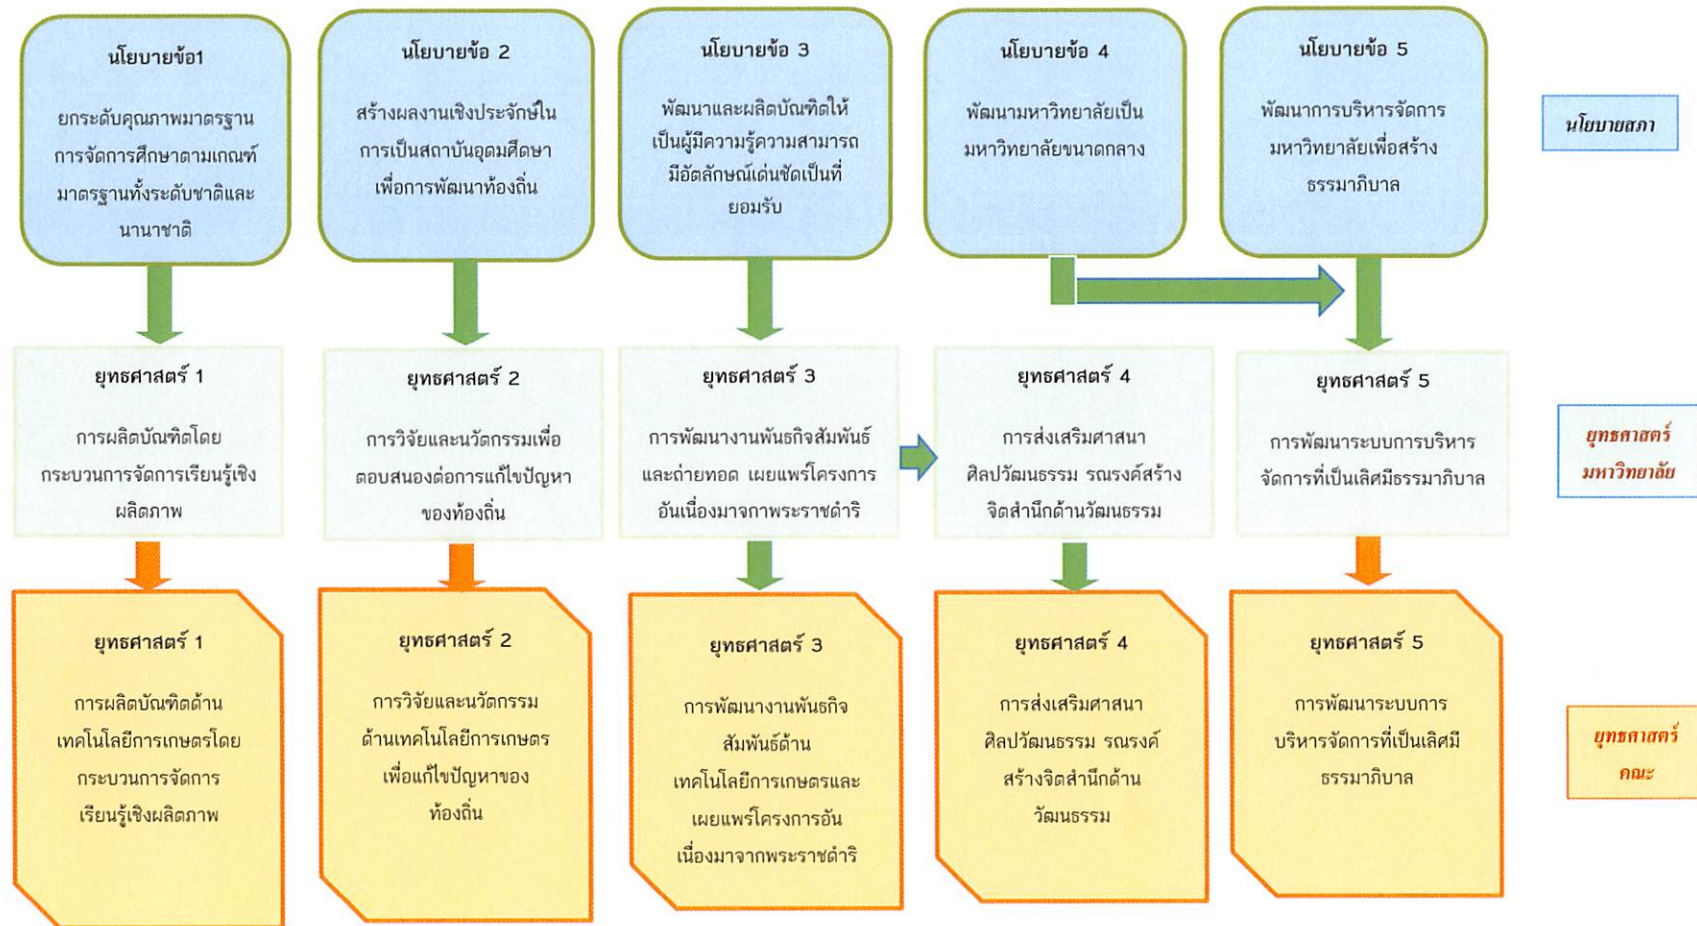 นโยบายข้อ1
ยกระดับคุณภาพมาตรฐาน
การจัดการศึกษาตามเกณฑ์
มาตรฐานทั้งระดับชาติและ
นานาชาติ
นโยบายข้อ 2
สร้างผลงานเชิงประจักษ์ใน
การเป็นสถาบันอุดมศึกษา
เพื่อการพัฒนาท้องถิ่น
นโยบายข้อ 3
พัฒนาและผลิตบัณฑิตให้
เป็นผู้มีความรู้ความสามารถ
มีอัตลักษณ์เด่นชัดเป็นที่
ยอมรับ
นโยบายข้อ 4
พัฒนามหาวิทยาลัยเป็น
มหาวิทยาลัยขนาดกลาง
นโยบายข้อ 5
พัฒนาการบริหารจัดการ
มหาวิทยาลัยเพื่อสร้าง
ธรรมาภิบาล
นโยบายสภา
ยุทธศาสตร์ 1
การผลิตบัณฑิตโดย
กระบวนการจัดการเรียนรู้เชิง
ผลิตภาพ
ยุทธศาสตร์ 2
การวิจัยและนวัตกรรมเพื่อ
ตอบสนองต่อการแก้ไขปัญหา
ของท้องถิ่น
ยุทธศาสตร์ 3
การพัฒนางานพันธกิจสัมพันธ์
และถ่ายทอด เผยแพร่โครงการ
อันเนื่องมาจกาพระราชดำริ
ยุทธศาสตร์ 4
การส่งเสริมศาสนา
ศิลปวัฒนธรรม รณรงค์สร้าง
จิตสำนึกด้านวัฒนธรรม
ยุทธศาสตร์ 5
การพัฒนาระบบการบริหาร
จัดการที่เป็นเลิศมีธรรมาภิบาล
ยุทธศาสตร์
มหาวิทยาลัย
ยุทธศาสตร์ 1
การผลิตบัณฑิตด้าน
เทคโนโลยีการเกษตรโดย
กระบวนการจัดการ
เรียนรู้เชิงผลิตภาพ
ยุทธศาสตร์ 2
การวิจัยและนวัตกรรม
ด้านเทคโนโลยีการเกษตร
เพื่อแก้ไขปัญหาของ
ท้องถิ่น
ยุทธศาสตร์ 3
การพัฒนางานพันธกิจ
สัมพันธ์ด้าน
เทคโนโลยีการเกษตรและ
เผยแพร่โครงการอัน
เนื่องมาจากพระราชดำริ
ยุทธศาสตร์ 4
การส่งเสริมศาสนา
ศิลปวัฒนธรรม รณรงค์
สร้างจิตสำนึกด้าน
วัฒนธรรม
ยุทธศาสตร์ 5
การพัฒนาระบบการ
บริหารจัดการที่เป็นเลิศมี
ธรรมาภิบาล
ยุทธศาสตร์
คณะ